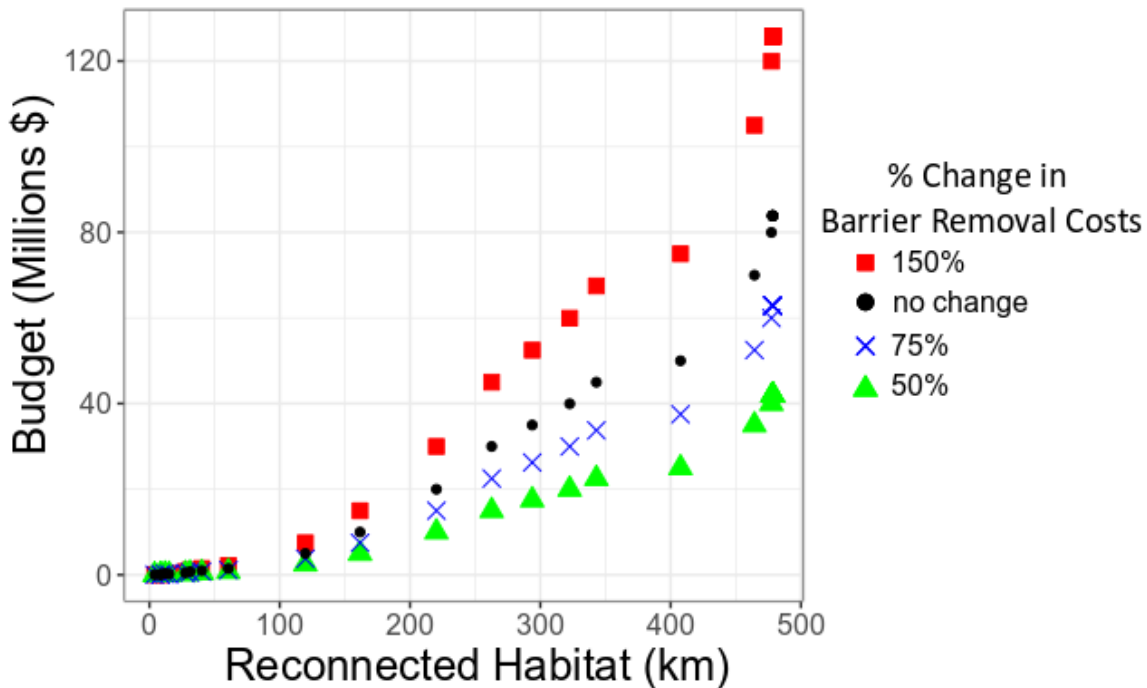 120
80
40
0
Budget (Millions $)
0 100 200 300 400 500
Reconnected Habitat (km)
% Change in
Barrier Removal Costs
150%
no change
75%
50%